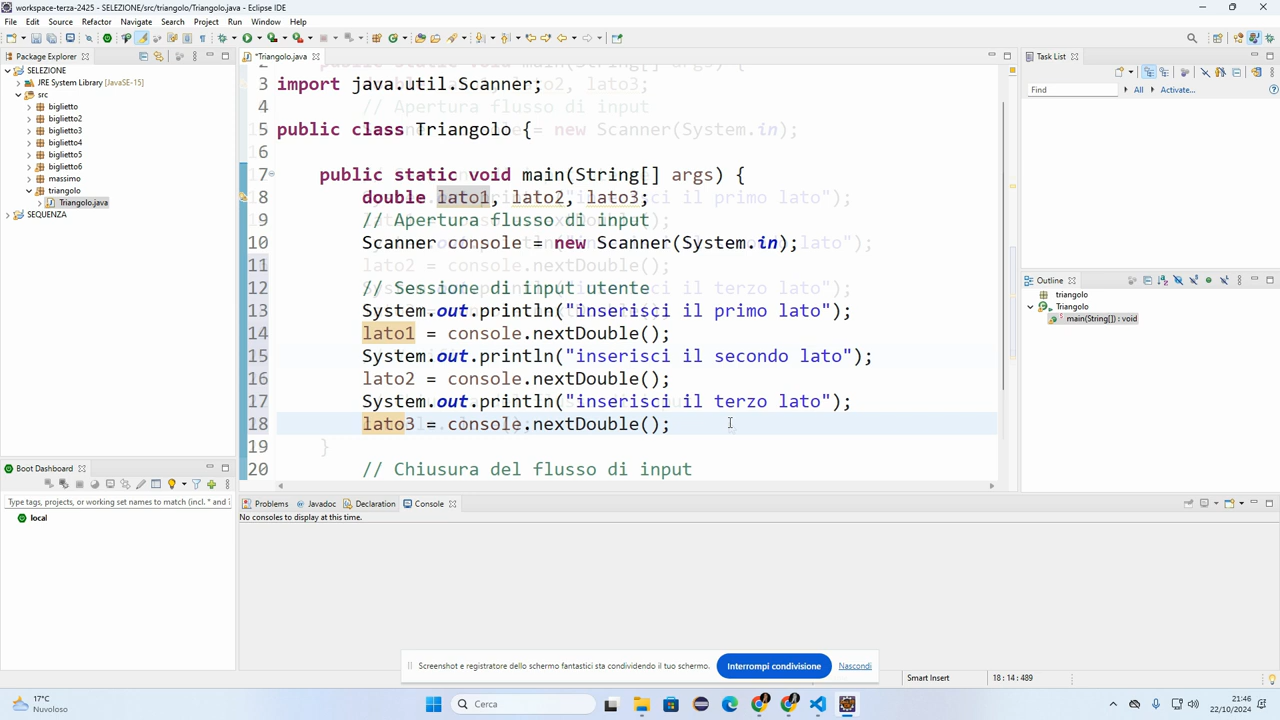 workspace-terza-2425 - SELEZIONE/src/triangolo/Triangolo.java - Eclipse IDE
File Edit Source Refactor Navigate Search Project Run Window Help
Package Explorer
SELEZIONE
JRE System Library [JavaSE-15]
src
biglietto
biglietto2
biglietto3
biglietto4
biglietto5
biglietto6
massimo
triangolo
Triangolo.java
SEQUENZA
Boot Dashboard
Type tags, projects, or working set names to match (incl. * and
local
*Triangolo.java
3 import java.util.Scanner;
4
5 public class Triangolo {
6
7 public static void main(String[] args) {
8 double lato1, lato2, lato3;
9 // Apertura flusso di input
10 Scanner console = new Scanner(System.in);
11
12 // Sessione di input utente
13 System.out.println("inserisci il primo lato");
14 lato1 = console.nextDouble();
15 System.out.println("inserisci il secondo lato");
16 lato2 = console.nextDouble();
17 System.out.println("inserisci il terzo lato");
18 lato3 = console.nextDouble();
19
20 // Chiusura del flusso di input
Problems Javadoc Declaration Console
No consoles to display at this time.
Task List
Find All Activate...
Outline
triangolo
Triangolo
main(String[]) : void
Screenshot e registratore dello schermo fantastici sta condividendo il tuo schermo. Interrompi condivisione Nascondi
Smart Insert 18 : 14 : 489
17°C
Nuvoloso
Cerca
21:46
22/10/2024